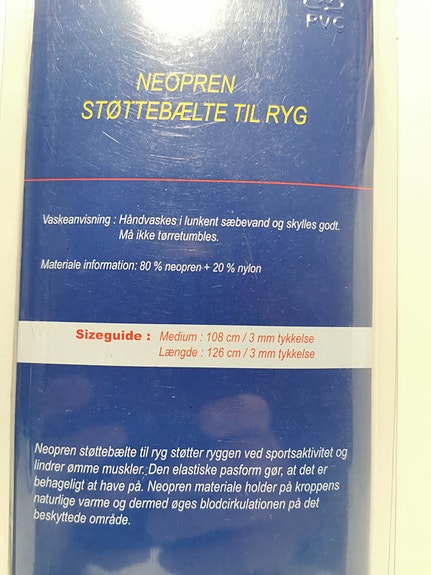 PVC
NEOPREN
STØTTEBÆLTE TIL RYG
Vaskeanvisning : Håndvaskes i lunkent sæbevand og skylles godt.
Må ikke tørretumbles.
Materiale information: 80 % neopren + 20 % nylon
Sizeguide : Medium : 108 cm / 3 mm tykkelse
Længde : 126 cm / 3 mm tykkelse
Neopren støttebælte til ryg støtter ryggen ved sportsaktivitet og
lindrer ømme muskler. Den elastiske pasform gør, at det er
behageligt at have på. Neopren materiale holder på kroppens
naturlige varme og dermed øges blodcirkulationen på det
beskyttede område.